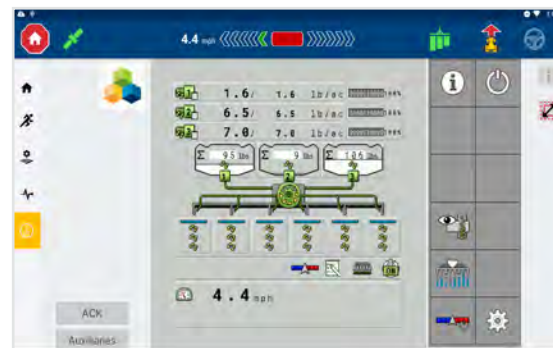 4.4 mph
1.6/ 1.6 lb/ac 100%
6.5/ 6.5 lb/ac 100%
7.0/ 7.0 lb/ac 100%
Σ 95 lbs Σ 9 lbs Σ 106 lbs
1 2 3
4.4 mph
ACK
Auxiliaries